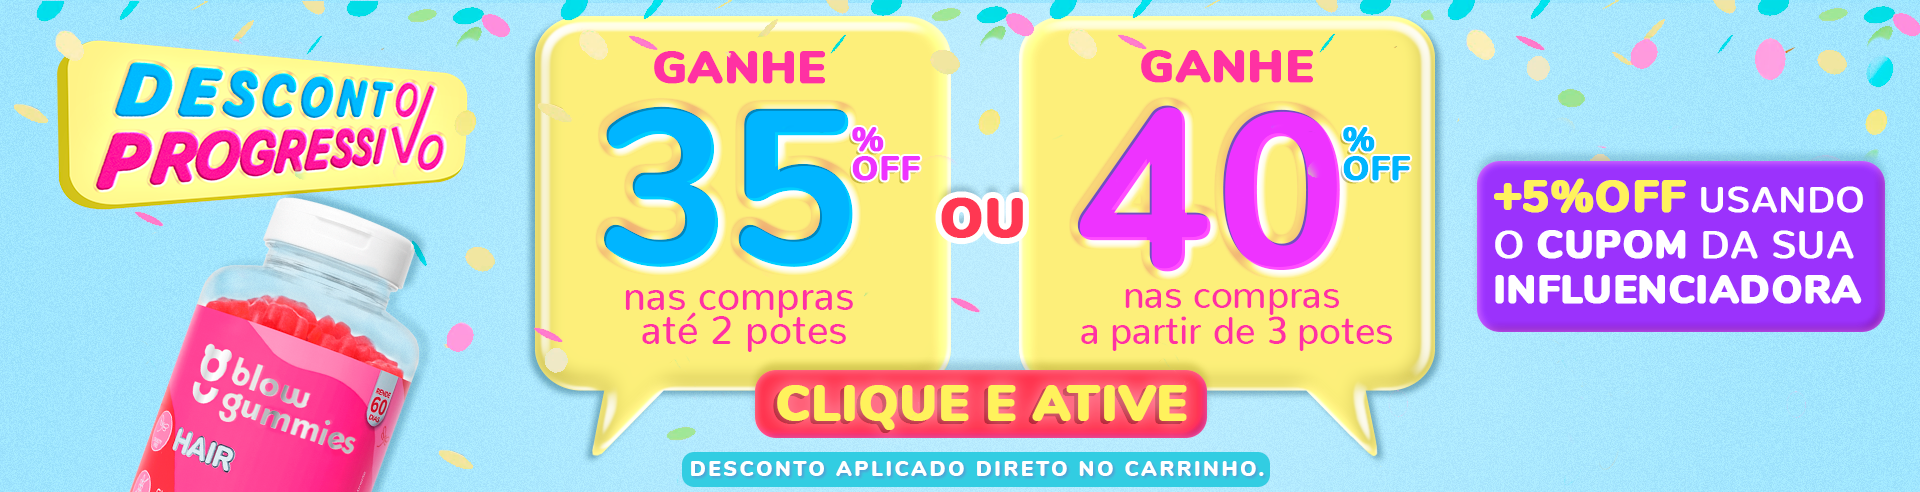 DESCONTO
PROGRESSIVO
blow
gummies
HAIR
RENDE
60
DIAS
GANHE
35
%
OFF
nas compras
até 2 potes
OU
GANHE
40
%
OFF
nas compras
a partir de 3 potes
CLIQUE E ATIVE
DESCONTO APLICADO DIRETO NO CARRINHO.
+5%OFF USANDO
O CUPOM DA SUA
INFLUENCIADORA